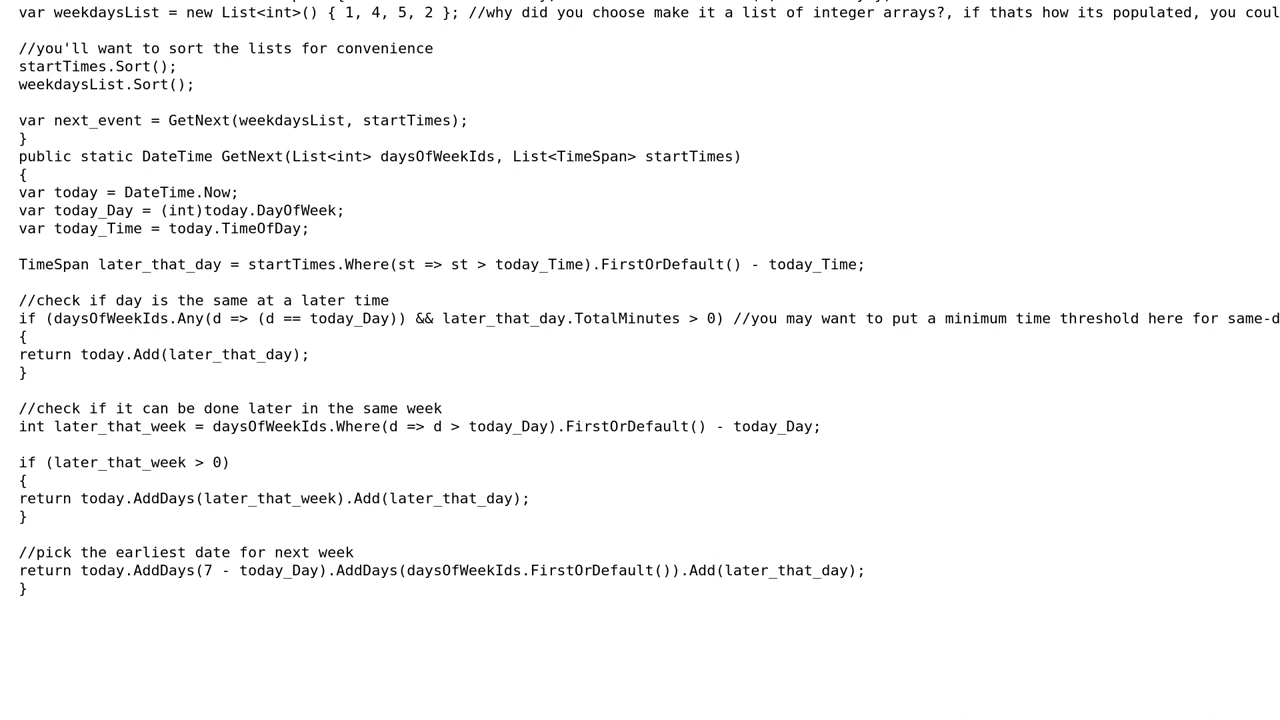 var weekdaysList = new List<int>() { 1, 4, 5, 2 }; //why did you choose make it a list of integer arrays?, if thats how its populated, you coul
//you'll want to sort the lists for convenience
startTimes.Sort();
weekdaysList.Sort();
var next_event = GetNext(weekdaysList, startTimes);
}
public static DateTime GetNext(List<int> daysOfWeekIds, List<TimeSpan> startTimes)
{
var today = DateTime.Now;
var today_Day = (int)today.DayOfWeek;
var today_Time = today.TimeOfDay;
TimeSpan later_that_day = startTimes.Where(st => st > today_Time).FirstOrDefault() - today_Time;
//check if day is the same at a later time
if (daysOfWeekIds.Any(d => (d == today_Day)) && later_that_day.TotalMinutes > 0) //you may want to put a minimum time threshold here for same-d
{
return today.Add(later_that_day);
}
//check if it can be done later in the same week
int later_that_week = daysOfWeekIds.Where(d => d > today_Day).FirstOrDefault() - today_Day;
if (later_that_week > 0)
{
return today.AddDays(later_that_week).Add(later_that_day);
}
//pick the earliest date for next week
return today.AddDays(7 - today_Day).AddDays(daysOfWeekIds.FirstOrDefault()).Add(later_that_day);
}